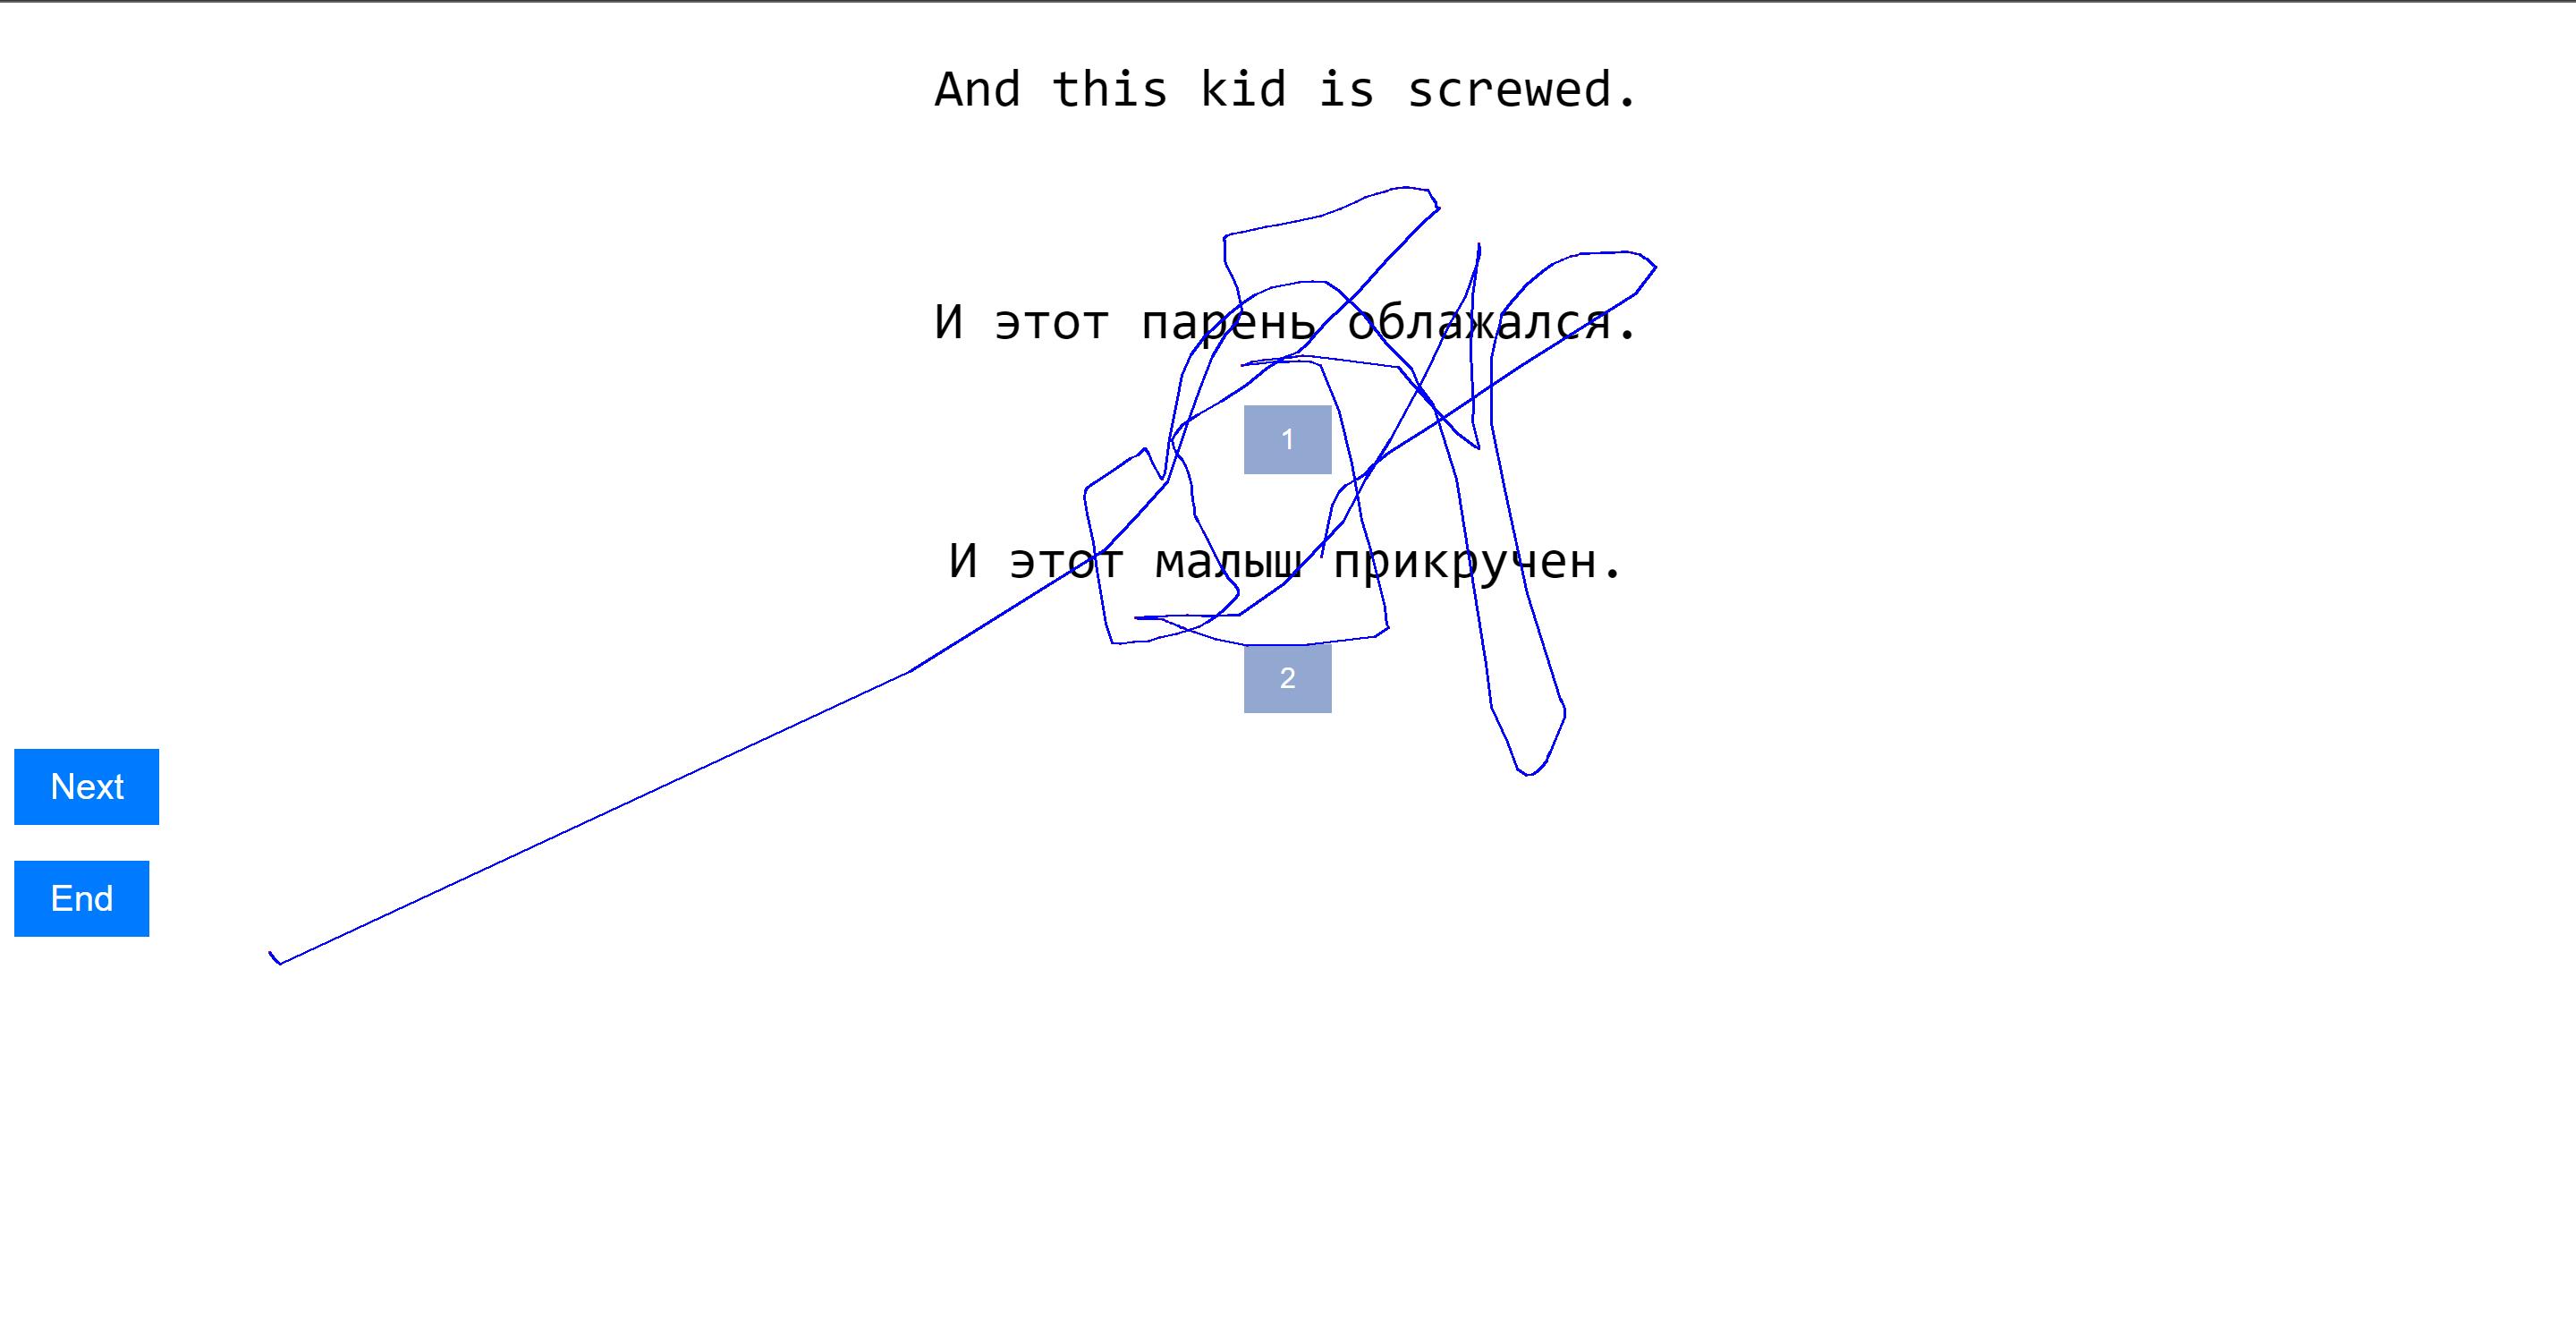 And this kid is screwed.
И этот парень облажался.
1
И этот малыш прикручен.
2
Next
End